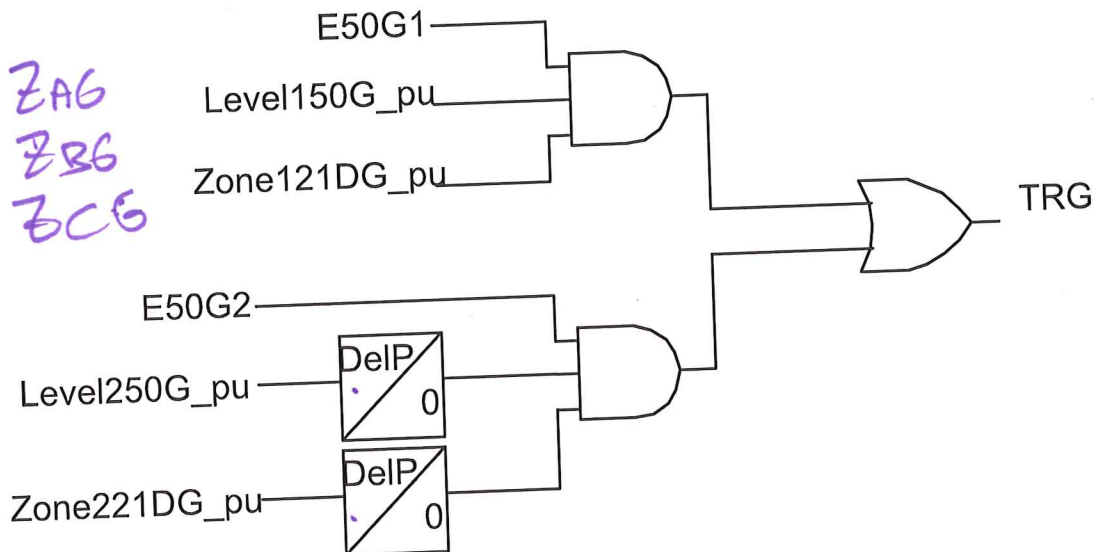 E50G1
ZAG
Level150G_pu
ZBG
Zone121DG_pu
ZCG
TRG
E50G2
DelP
0
Level250G_pu
DelP
0
Zone221DG_pu